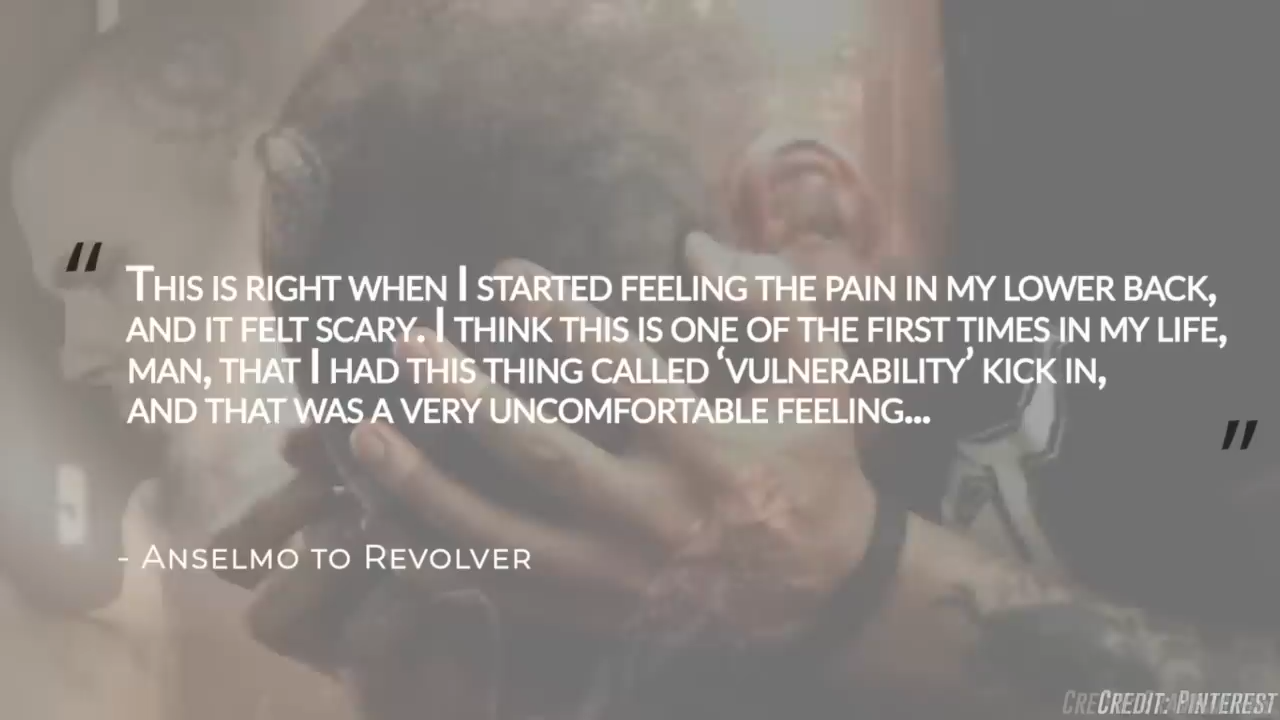 “
This is right when I started feeling the pain in my lower back,
and it felt scary. I think this is one of the first times in my life,
man, that I had this thing called ‘vulnerability’ kick in,
and that was a very uncomfortable feeling...
”
- Anselmo to Revolver
Credit: Pinterest